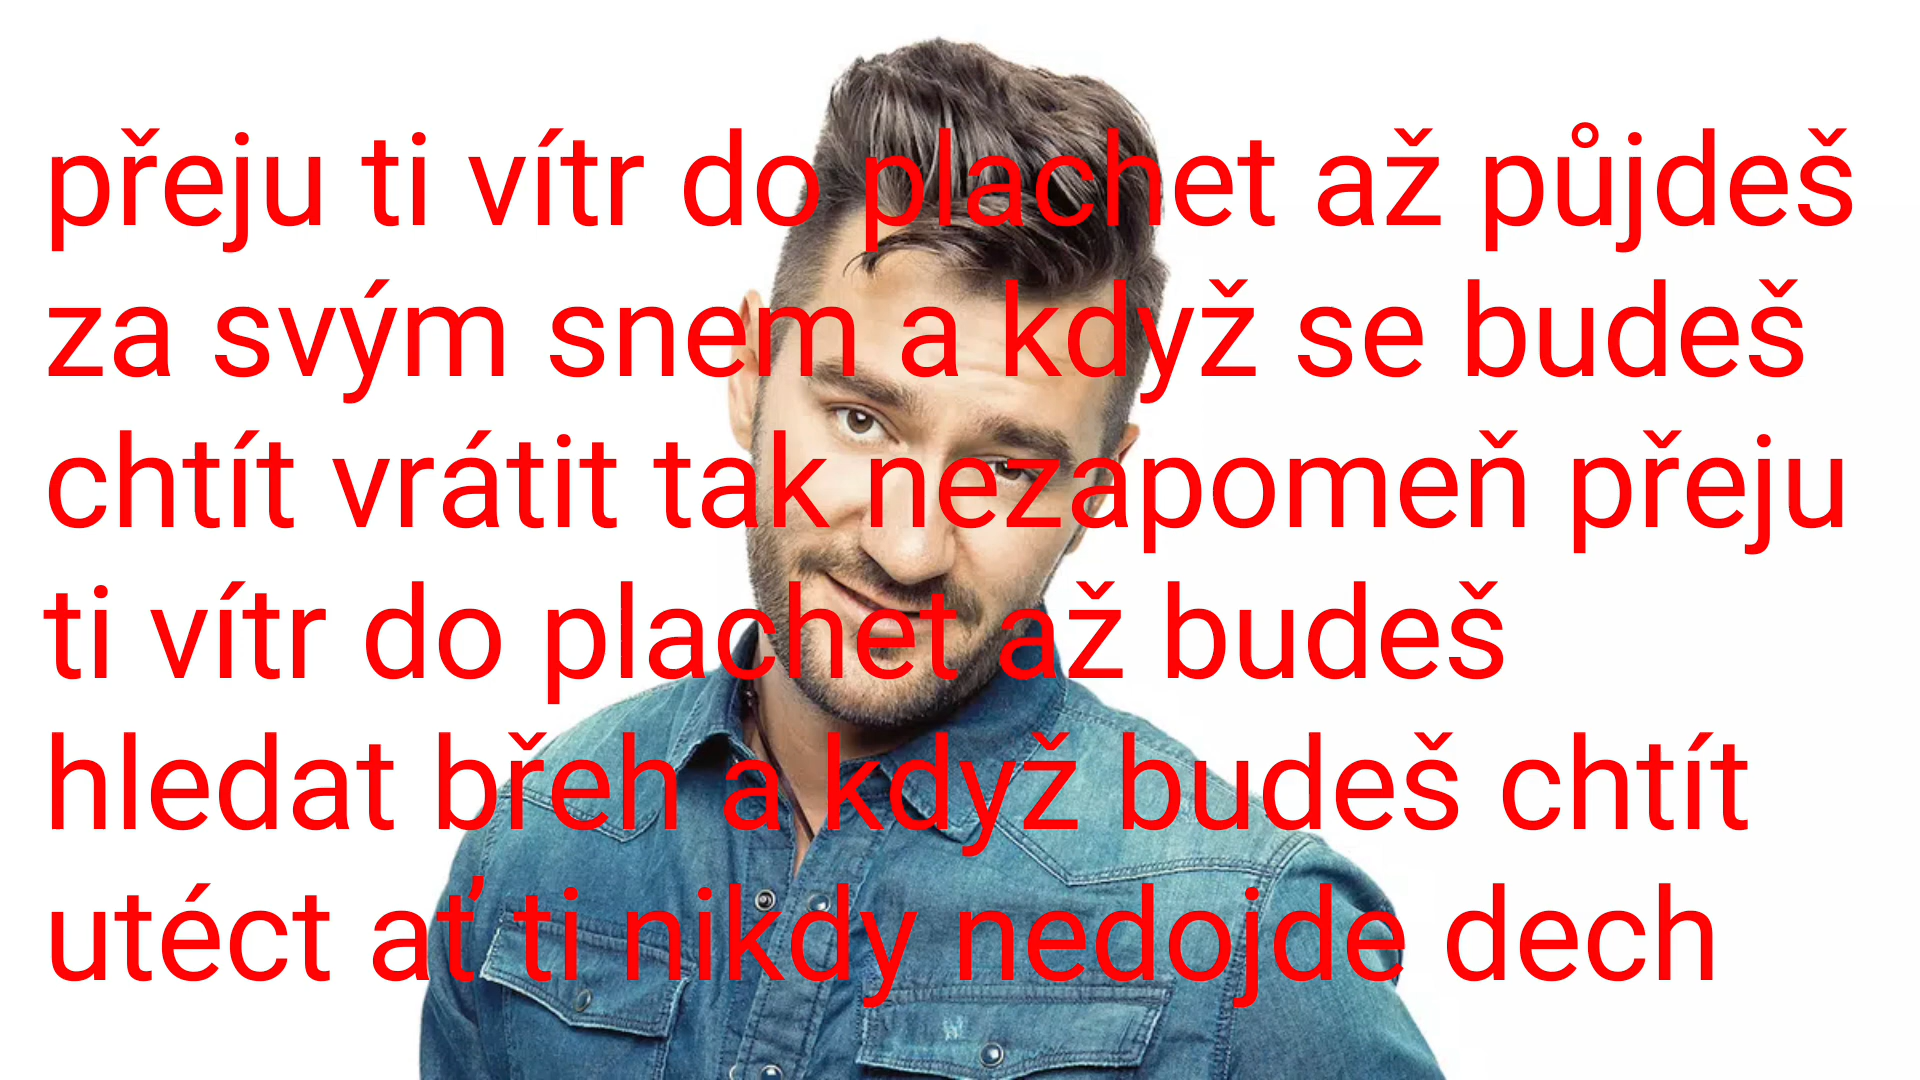 přeju ti vítr do plachet až půjdeš
za svým snem a když se budeš
chtít vrátit tak nezapomeň přeju
ti vítr do plachet až budeš
hledat břeh a když budeš chtít
utéct ať ti nikdy nedojde dech